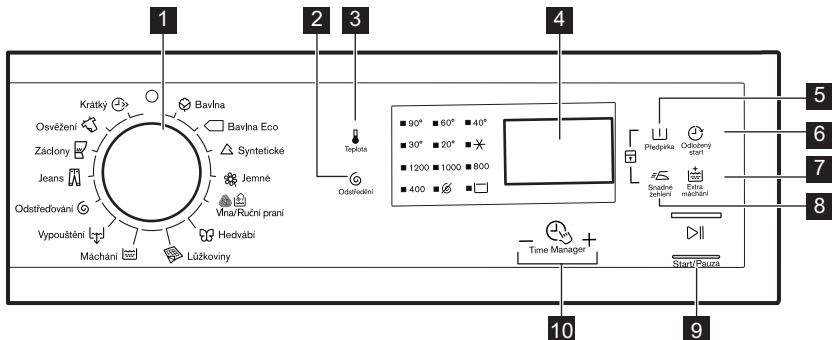 1
2
3
4
5
6
7
8
9
10
Krátký
Osvěžení
Záclony
Jeans
Odstřeďování
Vypouštění
Máchání
Bavlna
Bavlna Eco
Syntetické
Jemné
Vlna/Ruční praní
Hedvábí
Lůžkoviny
Teplota
Odstředění
90° 60° 40°
30° 20°
1200 1000 800
400
Předpírka
Odložený
start
Snadné
žehlení
Extra
máchání
Time Manager
Start/Pauza